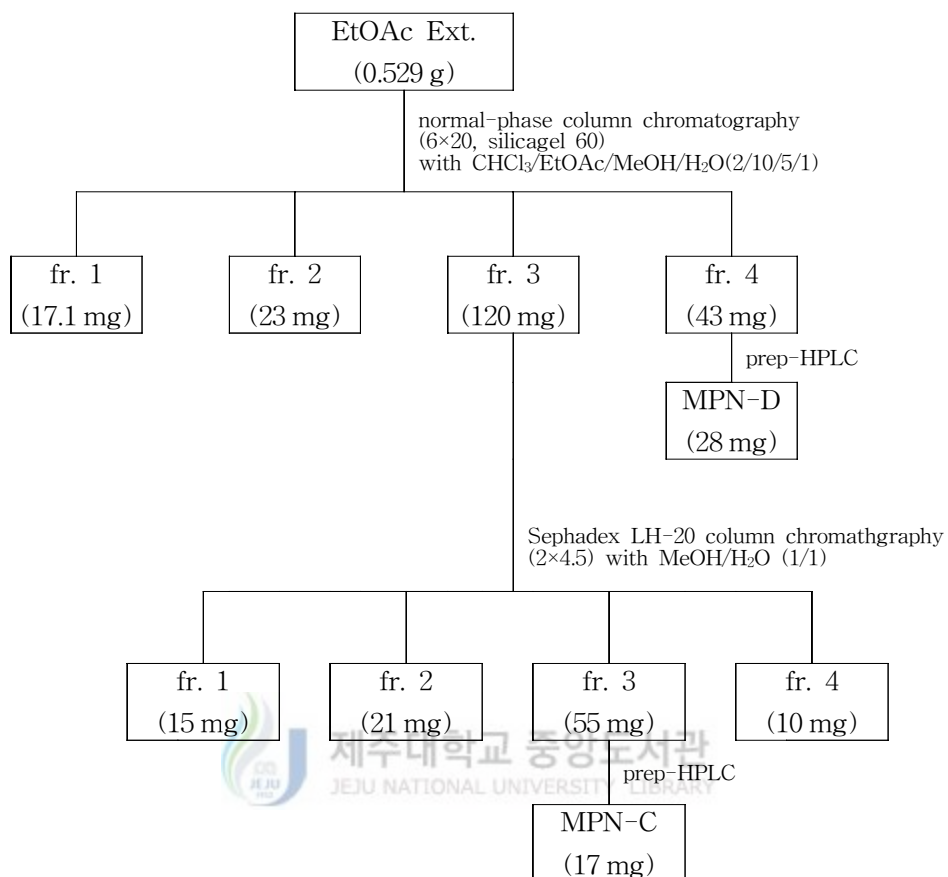 EtOAc Ext.
(0.529 g)
normal-phase column chromatography
(6×20, silicagel 60)
with CHCl₃/EtOAc/MeOH/H₂O(2/10/5/1)
fr. 1
(17.1 mg)
fr. 2
(23 mg)
fr. 3
(120 mg)
fr. 4
(43 mg)
prep-HPLC
MPN-D
(28 mg)
Sephadex LH-20 column chromathgraphy
(2×4.5) with MeOH/H₂O (1/1)
fr. 1
(15 mg)
fr. 2
(21 mg)
fr. 3
(55 mg)
fr. 4
(10 mg)
제주대학교 중앙도서관
JEJU NATIONAL UNIVERSITY LIBRARY
JEJU
1952
prep-HPLC
MPN-C
(17 mg)